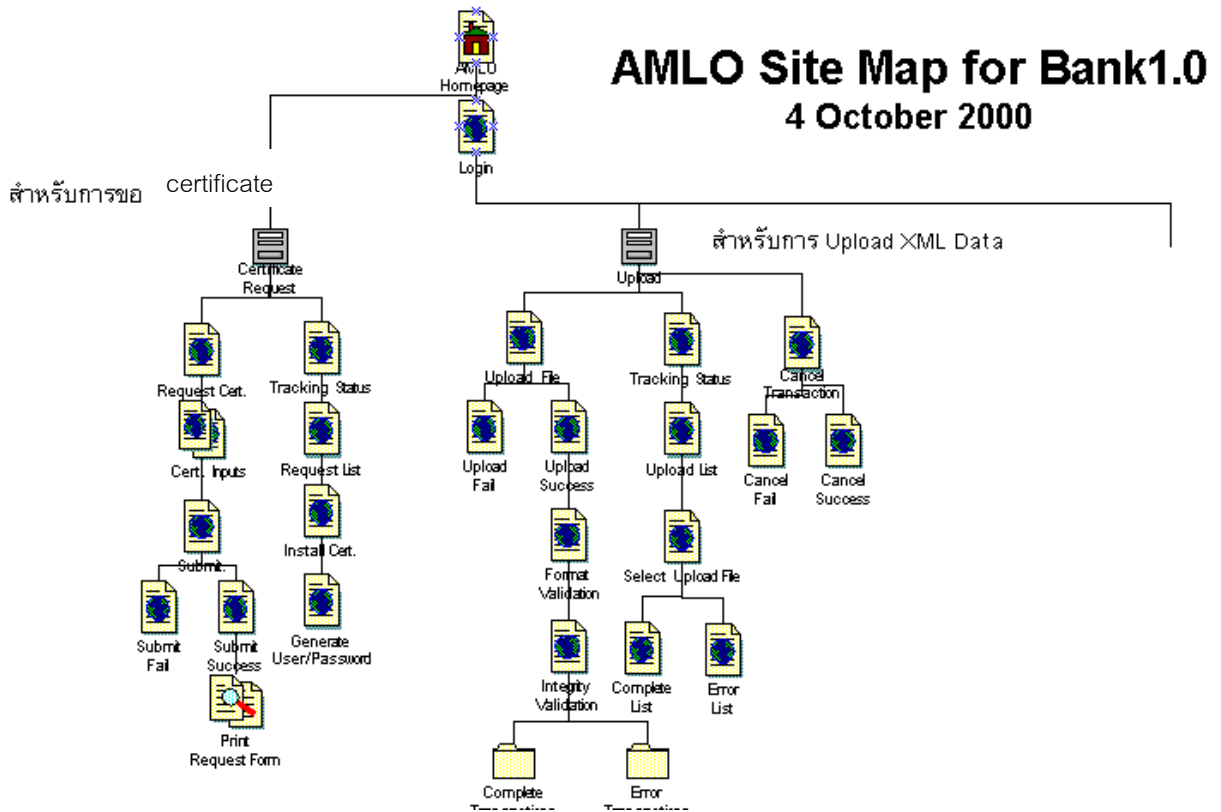 AMLO Site Map for Bank1.0
4 October 2000
AMLO
Homepage
Login
สำหรับการขอ certificate
สำหรับการ Upload XML Data
Certificate
Request
Upload
Request Cert.
Tracking Status
Upload File
Tracking Status
Cancel
Transaction
Cert. Inputs
Request List
Upload
Fail
Upload
Success
Upload List
Cancel
Fail
Cancel
Success
Submit.
Install Cert.
Format
Validation
Select Upload File
Submit
Fail
Submit
Success
Generate
User/Password
Integrity
Validation
Complete
List
Error
List
Print
Request Form
Complete
Error